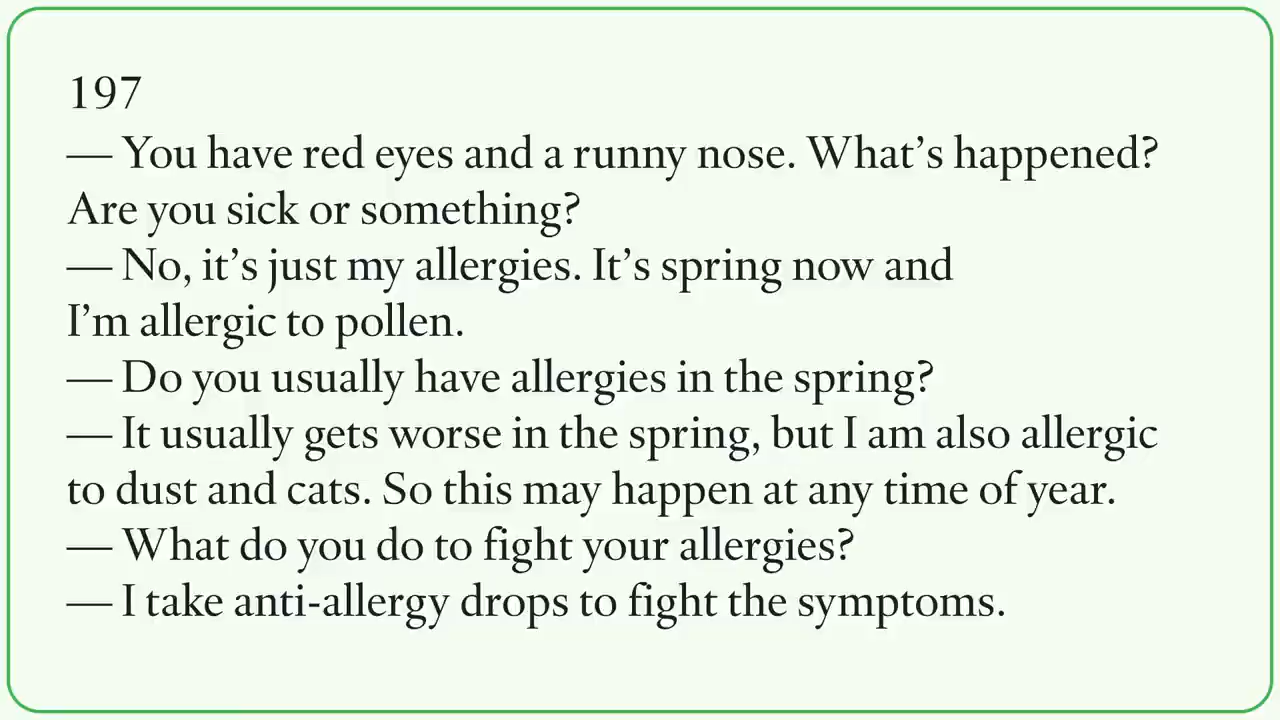 197
— You have red eyes and a runny nose. What’s happened?
Are you sick or something?
— No, it’s just my allergies. It’s spring now and
I’m allergic to pollen.
— Do you usually have allergies in the spring?
— It usually gets worse in the spring, but I am also allergic
to dust and cats. So this may happen at any time of year.
— What do you do to fight your allergies?
— I take anti-allergy drops to fight the symptoms.